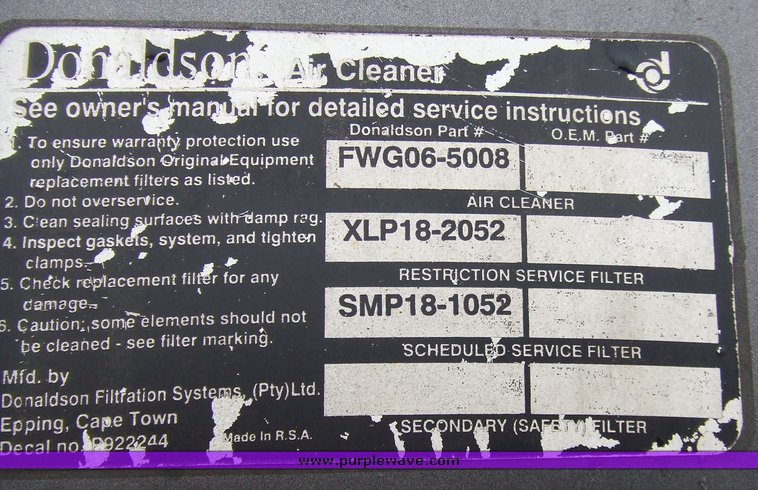 Donaldson Air Cleaner
See owner's manual for detailed service instructions
Donaldson Part # O.E.M. Part #
To ensure warranty protection use
only Donaldson Original Equipment
replacement filters as listed.
2. Do not overservice.
3. Clean sealing surfaces with damp rag.
4. Inspect gaskets, system, and tighten
clamps.
5. Check replacement filter for any
damage.
6. Caution; some elements should not
be cleaned - see filter marking.
FWG06-5008
AIR CLEANER
XLP18-2052
RESTRICTION SERVICE FILTER
SMP18-1052
SCHEDULED SERVICE FILTER
SECONDARY (SAFETY) FILTER
Mfd. by
Donaldson Filtration Systems, (Pty)Ltd.
Epping, Cape Town
Decal no.
Made In R.S.A.
www.purplewave.com